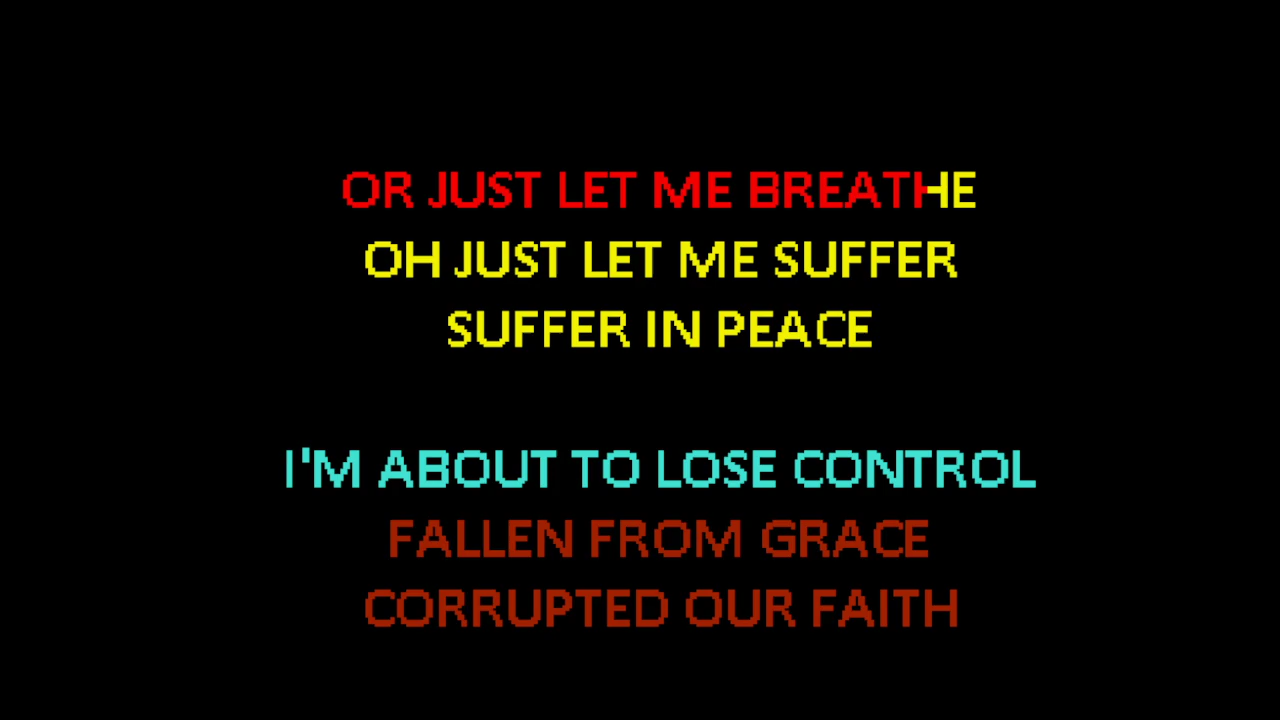 OR JUST LET ME BREATHE
OH JUST LET ME SUFFER
SUFFER IN PEACE
I'M ABOUT TO LOSE CONTROL
FALLEN FROM GRACE
CORRUPTED OUR FAITH